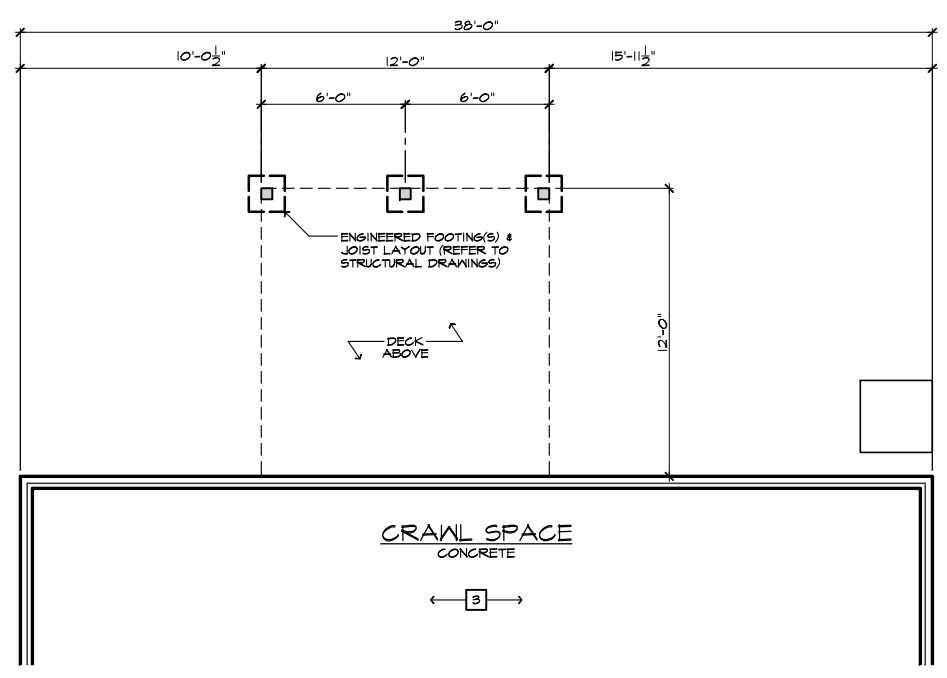 38'-0"
10'-0½"
12'-0"
15'-11½"
6'-0"
6'-0"
ENGINEERED FOOTING(S) &
JOIST LAYOUT (REFER TO
STRUCTURAL DRAWINGS)
12'-0"
DECK
ABOVE
CRAWL SPACE
CONCRETE
3